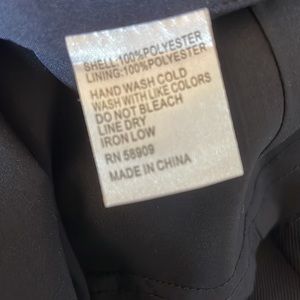 SHELL:100%POLYESTER
LINING:100%POLYESTER
HAND WASH COLD
WASH WITH LIKE COLORS
DO NOT BLEACH
LINE DRY
IRON LOW
RN 58909
MADE IN CHINA